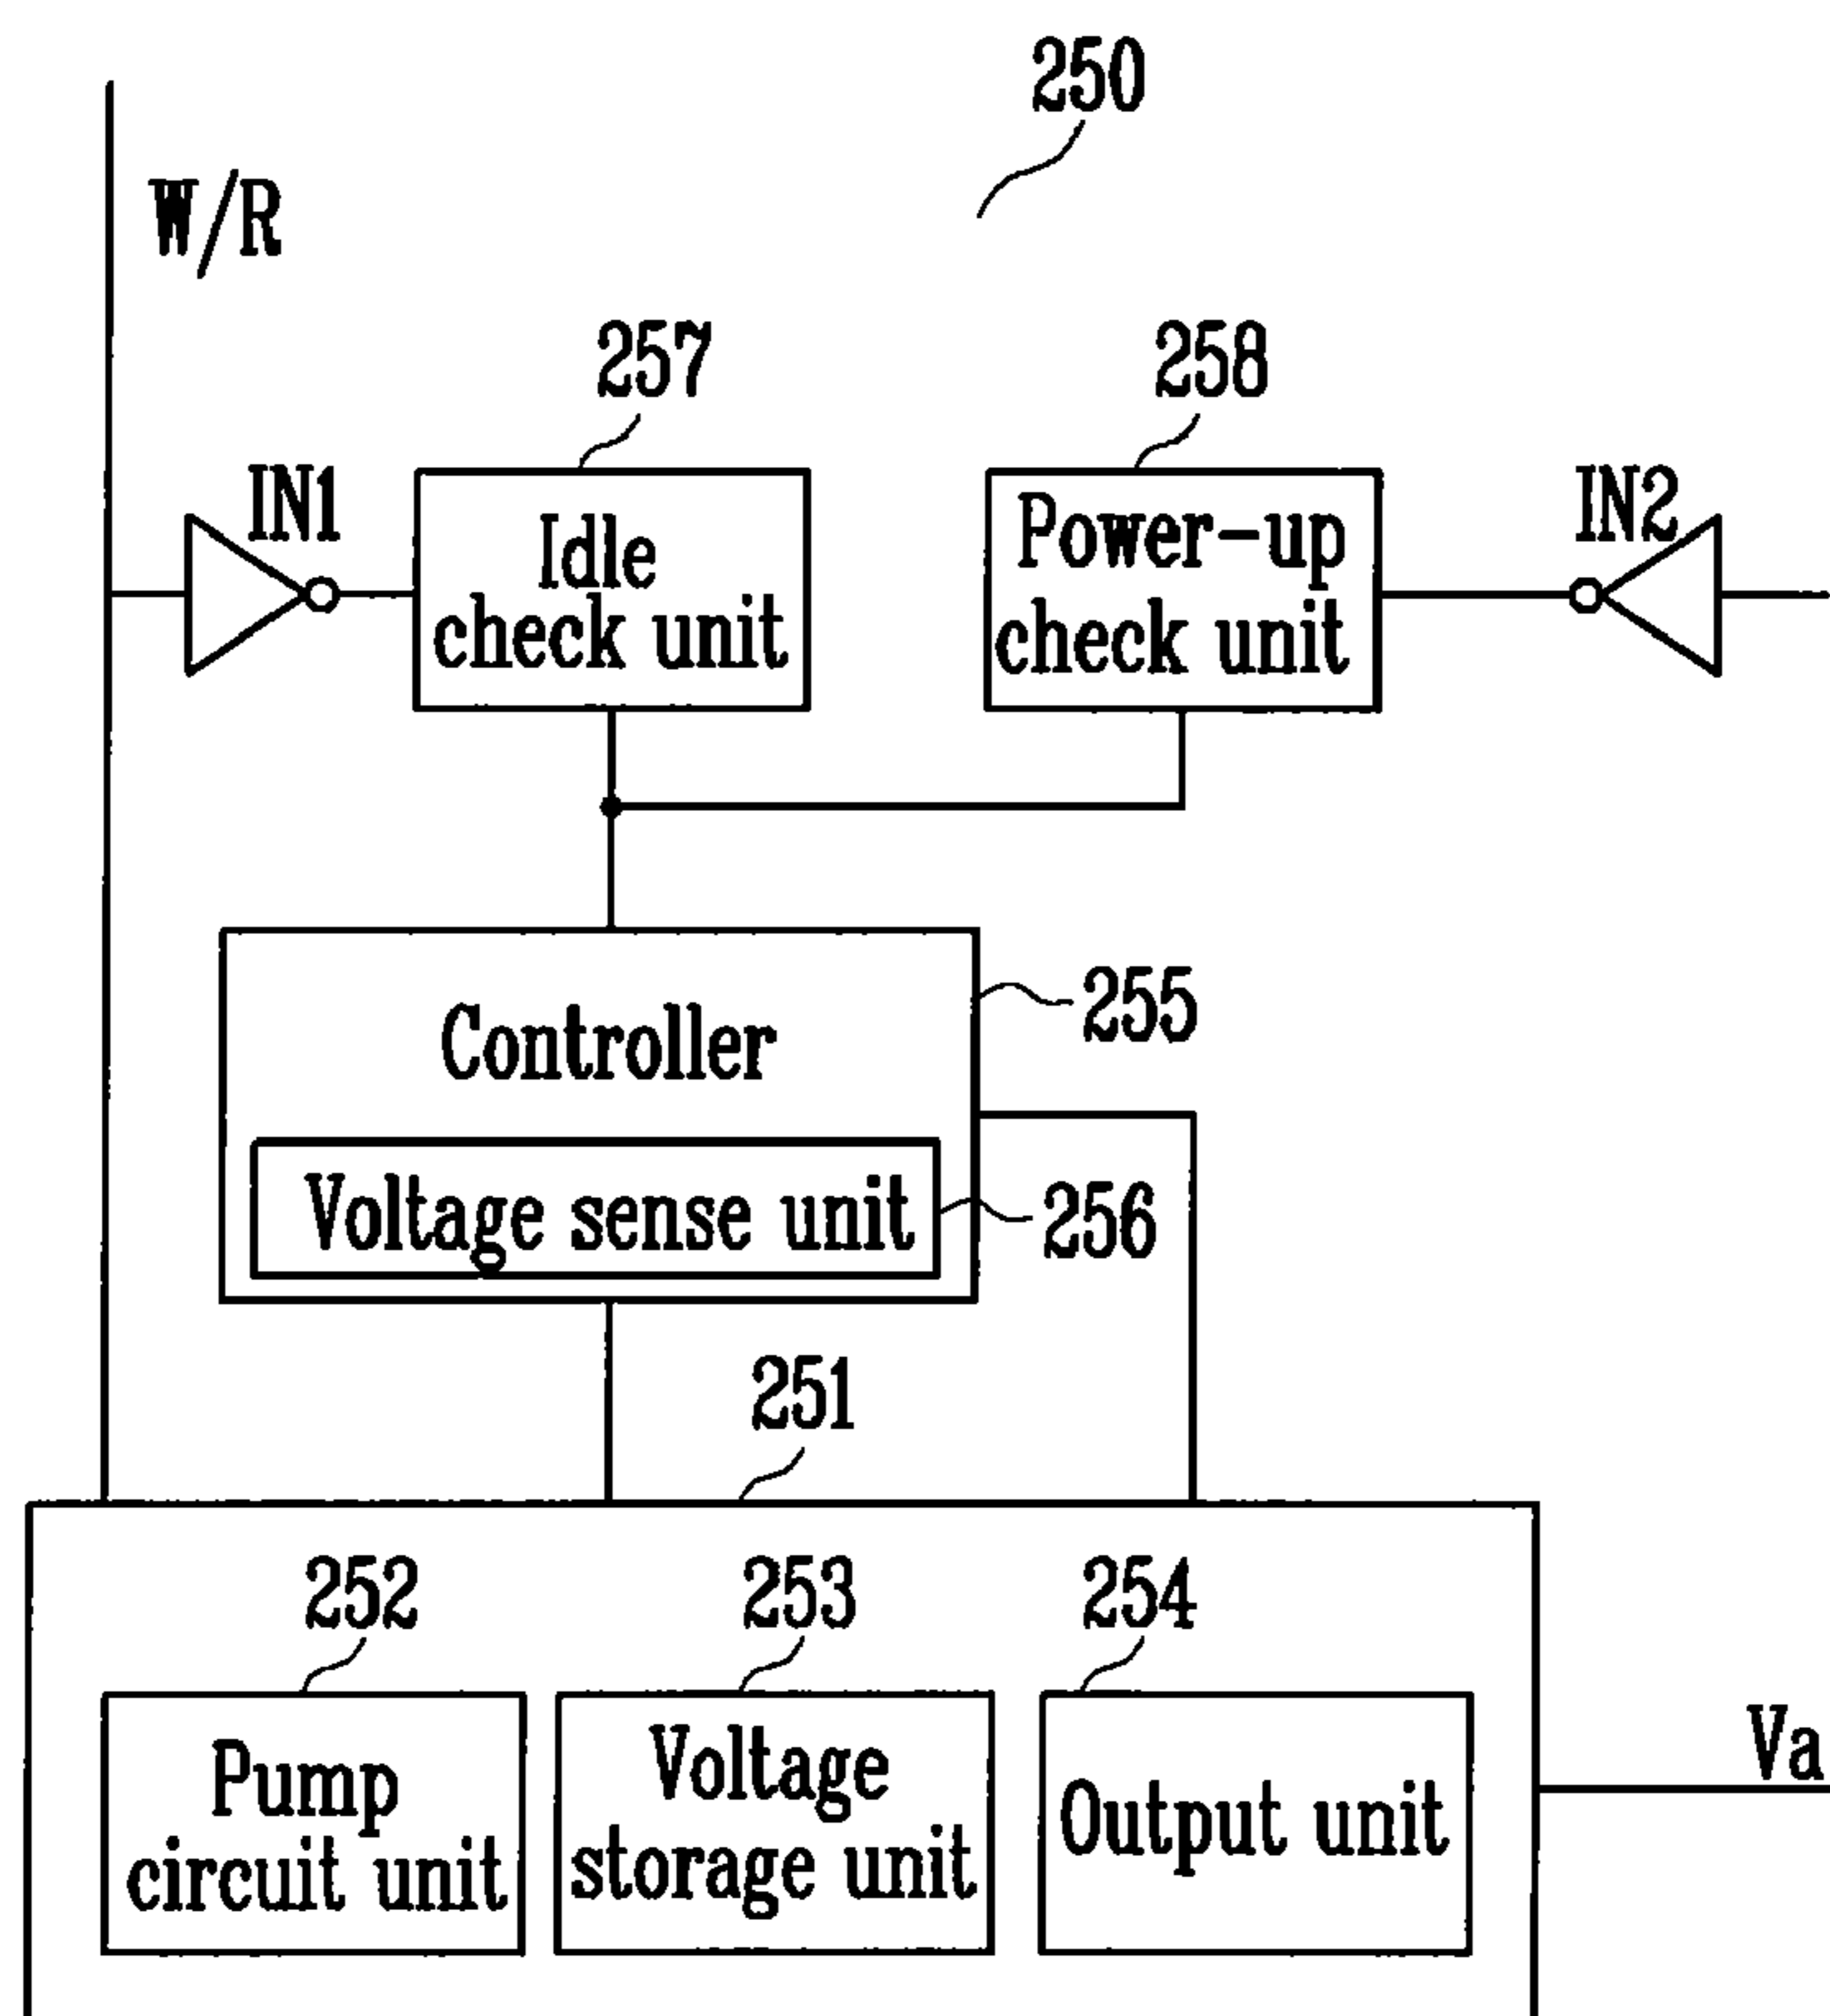 250
W/R
257
258
IN1
Idle
check unit
Power-up
check unit
IN2
Controller
255
Voltage sense unit
256
251
252
253
254
Pump
circuit unit
Voltage
storage unit
Output unit
Va